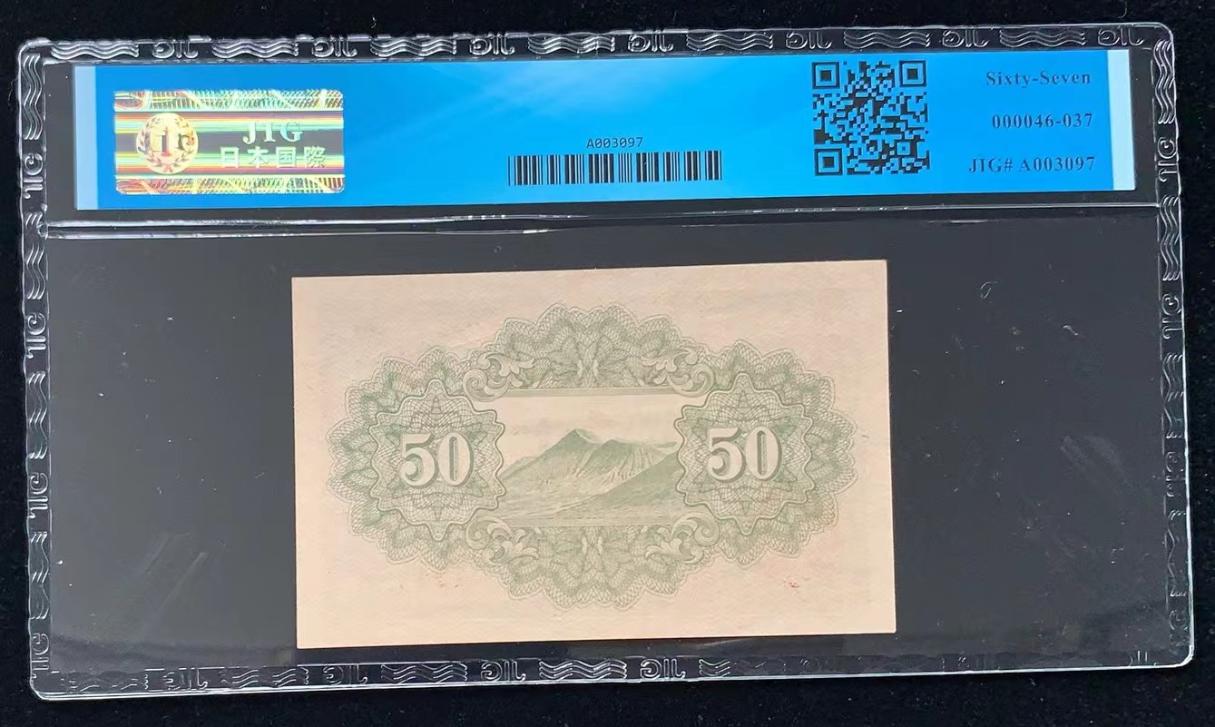 JTG
日本国際
A003097
Sixty-Seven
000046-037
JTG# A003097
50
50